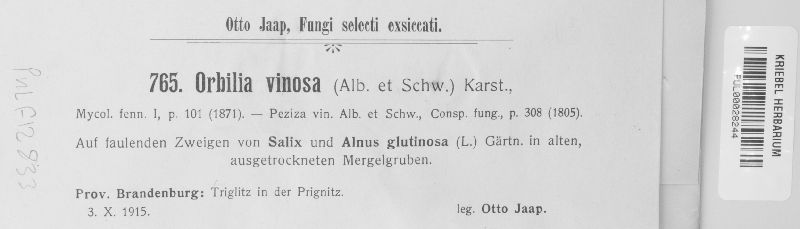 Otto Jaap, Fungi selecti exsiccati.
765. Orbilia vinosa (Alb. et Schw.) Karst.,
Mycol. fenn. I, p. 101 (1871). — Peziza vin. Alb. et Schw., Consp. fung., p. 308 (1805).
Auf faulenden Zweigen von Salix und Alnus glutinosa (L.) Gärtn. in alten,
ausgetrockneten Mergelgruben.
Prov. Brandenburg: Triglitz in der Prignitz.
3. X. 1915.
leg. Otto Jaap.
KRIEBEL HERBARIUM
PUL00028244